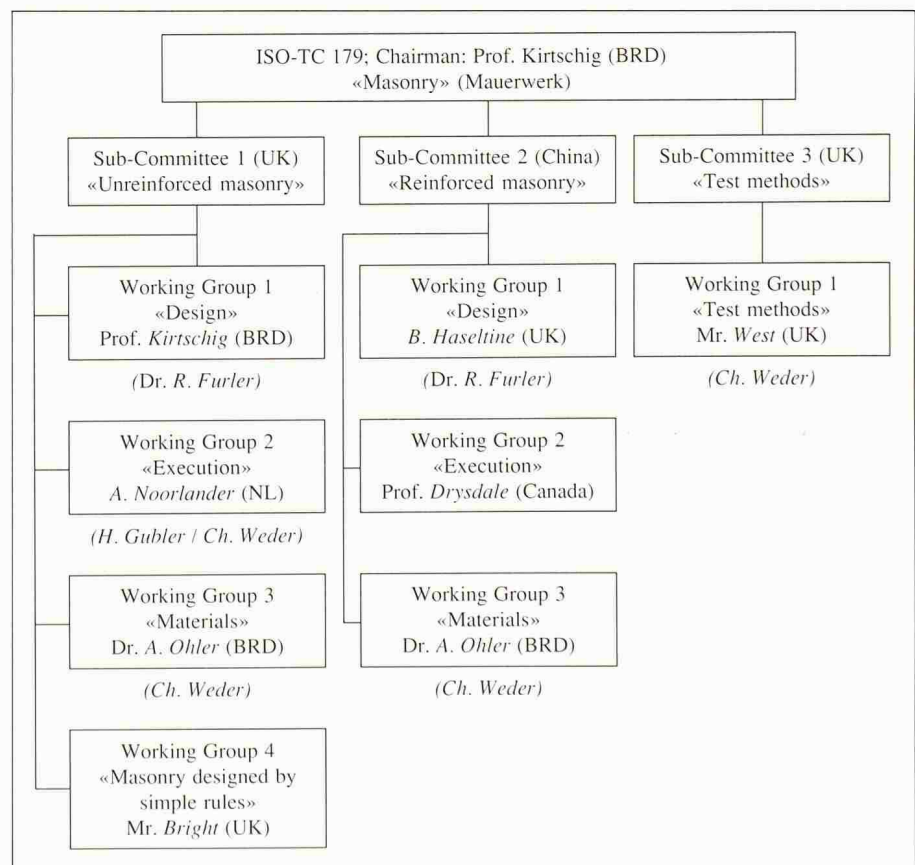 ISO-TC 179; Chairman: Prof. Kirtschig (BRD)
«Masonry» (Mauerwerk)
Sub-Committee 1 (UK)
«Unreinforced masonry»
Sub-Committee 2 (China)
«Reinforced masonry»
Sub-Committee 3 (UK)
«Test methods»
Working Group 1
«Design»
Prof. Kirtschig (BRD)
(Dr. R. Furler)
Working Group 2
«Execution»
A. Noorlander (NL)
(H. Gubler / Ch. Weder)
Working Group 3
«Materials»
Dr. A. Ohler (BRD)
(Ch. Weder)
Working Group 4
«Masonry designed by
simple rules»
Mr. Bright (UK)
Working Group 1
«Design»
B. Haseltine (UK)
(Dr. R. Furler)
Working Group 2
«Execution»
Prof. Drysdale (Canada)
Working Group 3
«Materials»
Dr. A. Ohler (BRD)
(Ch. Weder)
Working Group 1
«Test methods»
Mr. West (UK)
(Ch. Weder)